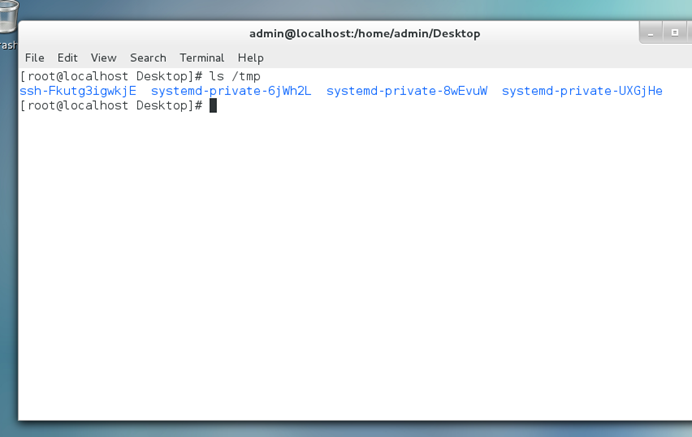 rash
admin@localhost:/home/admin/Desktop
File Edit View Search Terminal Help
[root@localhost Desktop]# ls /tmp
ssh-Fkutg3igwkjE  systemd-private-6jWh2L  systemd-private-8wEvuW  systemd-private-UXGjHe
[root@localhost Desktop]#